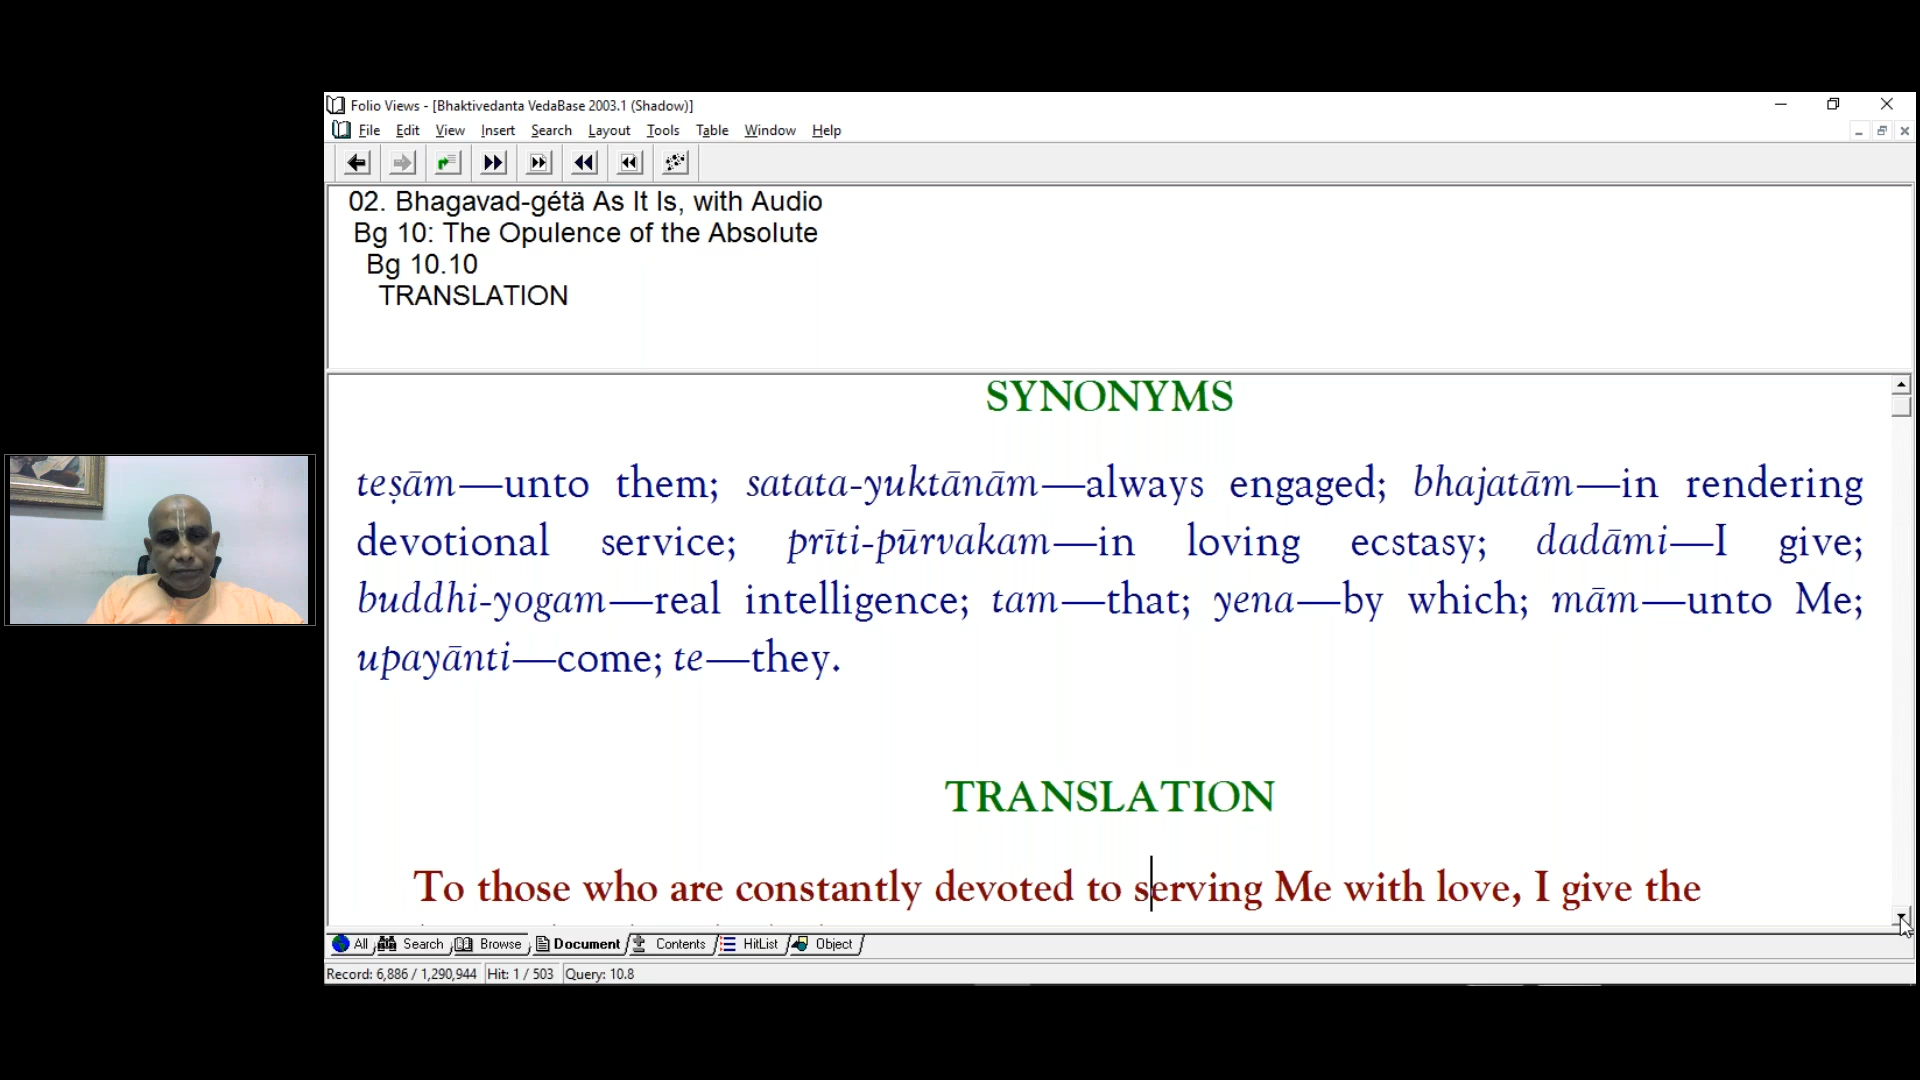 Folio Views - [Bhaktivedanta VedaBase 2003.1 (Shadow)]
File Edit View Insert Search Layout Tools Table Window Help
02. Bhagavad-gétä As It Is, with Audio
Bg 10: The Opulence of the Absolute
Bg 10.10
TRANSLATION
SYNONYMS
teṣām—unto them; satata-yuktānām—always engaged; bhajatām—in rendering
devotional service; prīti-pūrvakam—in loving ecstasy; dadāmi—I give;
buddhi-yogam—real intelligence; tam—that; yena—by which; mām—unto Me;
upayānti—come; te—they.
TRANSLATION
To those who are constantly devoted to serving Me with love, I give the
All Search Browse Document Contents HitList Object
Record: 6,886 / 1,290,944 Hit: 1 / 503 Query: 10.8